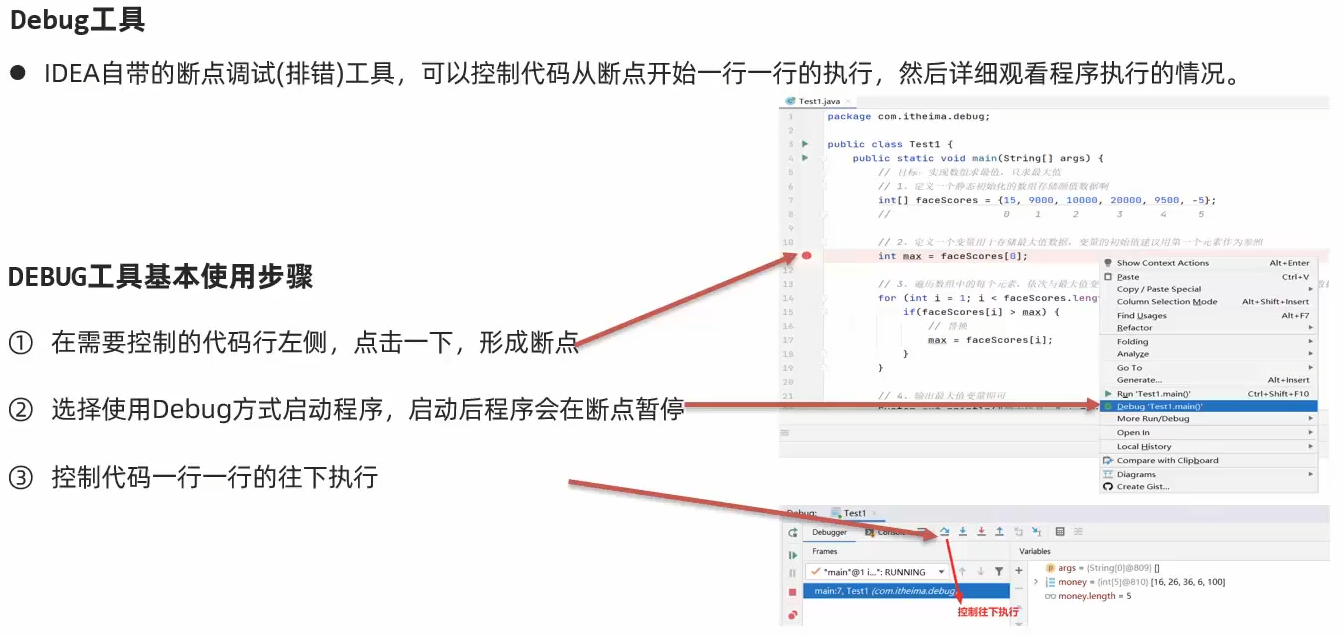 Debug工具
● IDEA自带的断点调试(排错)工具，可以控制代码从断点开始一行一行的执行，然后详细观看程序执行的情况。
DEBUG工具基本使用步骤
① 在需要控制的代码行左侧，点击一下，形成断点
② 选择使用Debug方式启动程序，启动后程序会在断点暂停
③ 控制代码一行一行的往下执行
Test1.java
1 package com.itheima.debug;
2
3 public class Test1 {
4 public static void main(String[] args) {
5 // 目标：实现数组求最值，只求最大值
6 // 1、定义一个静态初始化的数组存储颜值数据啊
7 int[] faceScores = {15, 9000, 10000, 20000, 9500, -5};
8 // 0 1 2 3 4 5
9
10 // 2、定义一个变量用于存储最大值数据，变量的初始值建议用第一个元素作为参照
int max = faceScores[0];
12
13 // 3、遍历数组中的每个元素，依次与最大值变
14 for (int i = 1; i < faceScores.leng
15 if(faceScores[i] > max) {
16 // 替换
17 max = faceScores[i];
18 }
19 }
20
21 // 4、输出最大值变量即可
Show Context Actions Alt+Enter
Paste Ctrl+V
Copy / Paste Special
Column Selection Mode Alt+Shift+Insert
Find Usages Alt+F7
Refactor
Folding
Analyze
Go To
Generate... Alt+Insert
Run 'Test1.main()' Ctrl+Shift+F10
Debug 'Test1.main()'
More Run/Debug
Open In
Local History
Compare with Clipboard
Diagrams
Create Gist...
Debug: Test1
Debugger Console
Frames Variables
"main"@1 i...": RUNNING
main:7, Test1 (com.itheima.debug)
args = {String[0]@809} []
money = {int[5]@810} [16, 26, 36, 6, 100]
money.length = 5
控制往下执行